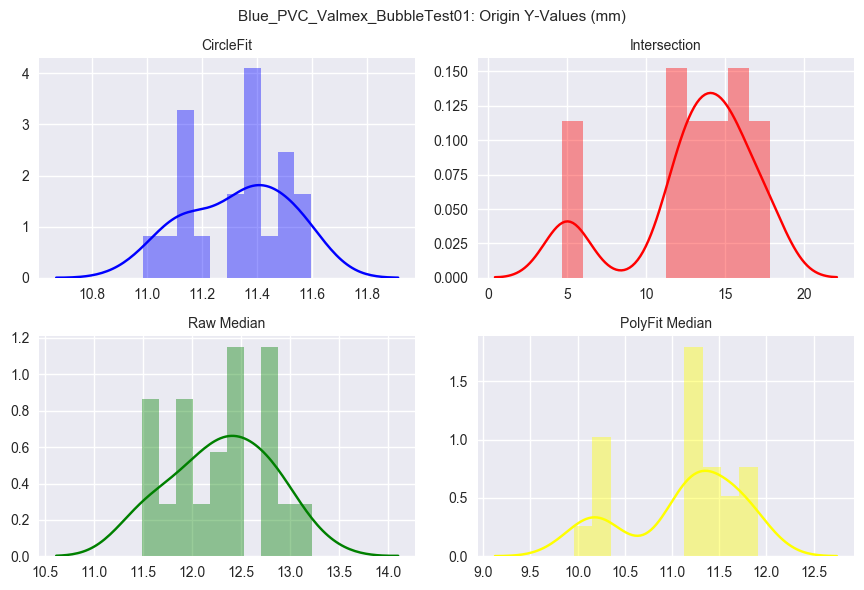 Blue_PVC_Valmex_BubbleTest01: Origin Y-Values (mm)
CircleFit
4
3
2
1
0
10.8 11.0 11.2 11.4 11.6 11.8
Intersection
0.150
0.125
0.100
0.075
0.050
0.025
0.000
0 5 10 15 20
Raw Median
1.2
1.0
0.8
0.6
0.4
0.2
0.0
10.5 11.0 11.5 12.0 12.5 13.0 13.5 14.0
PolyFit Median
1.5
1.0
0.5
0.0
9.0 9.5 10.0 10.5 11.0 11.5 12.0 12.5